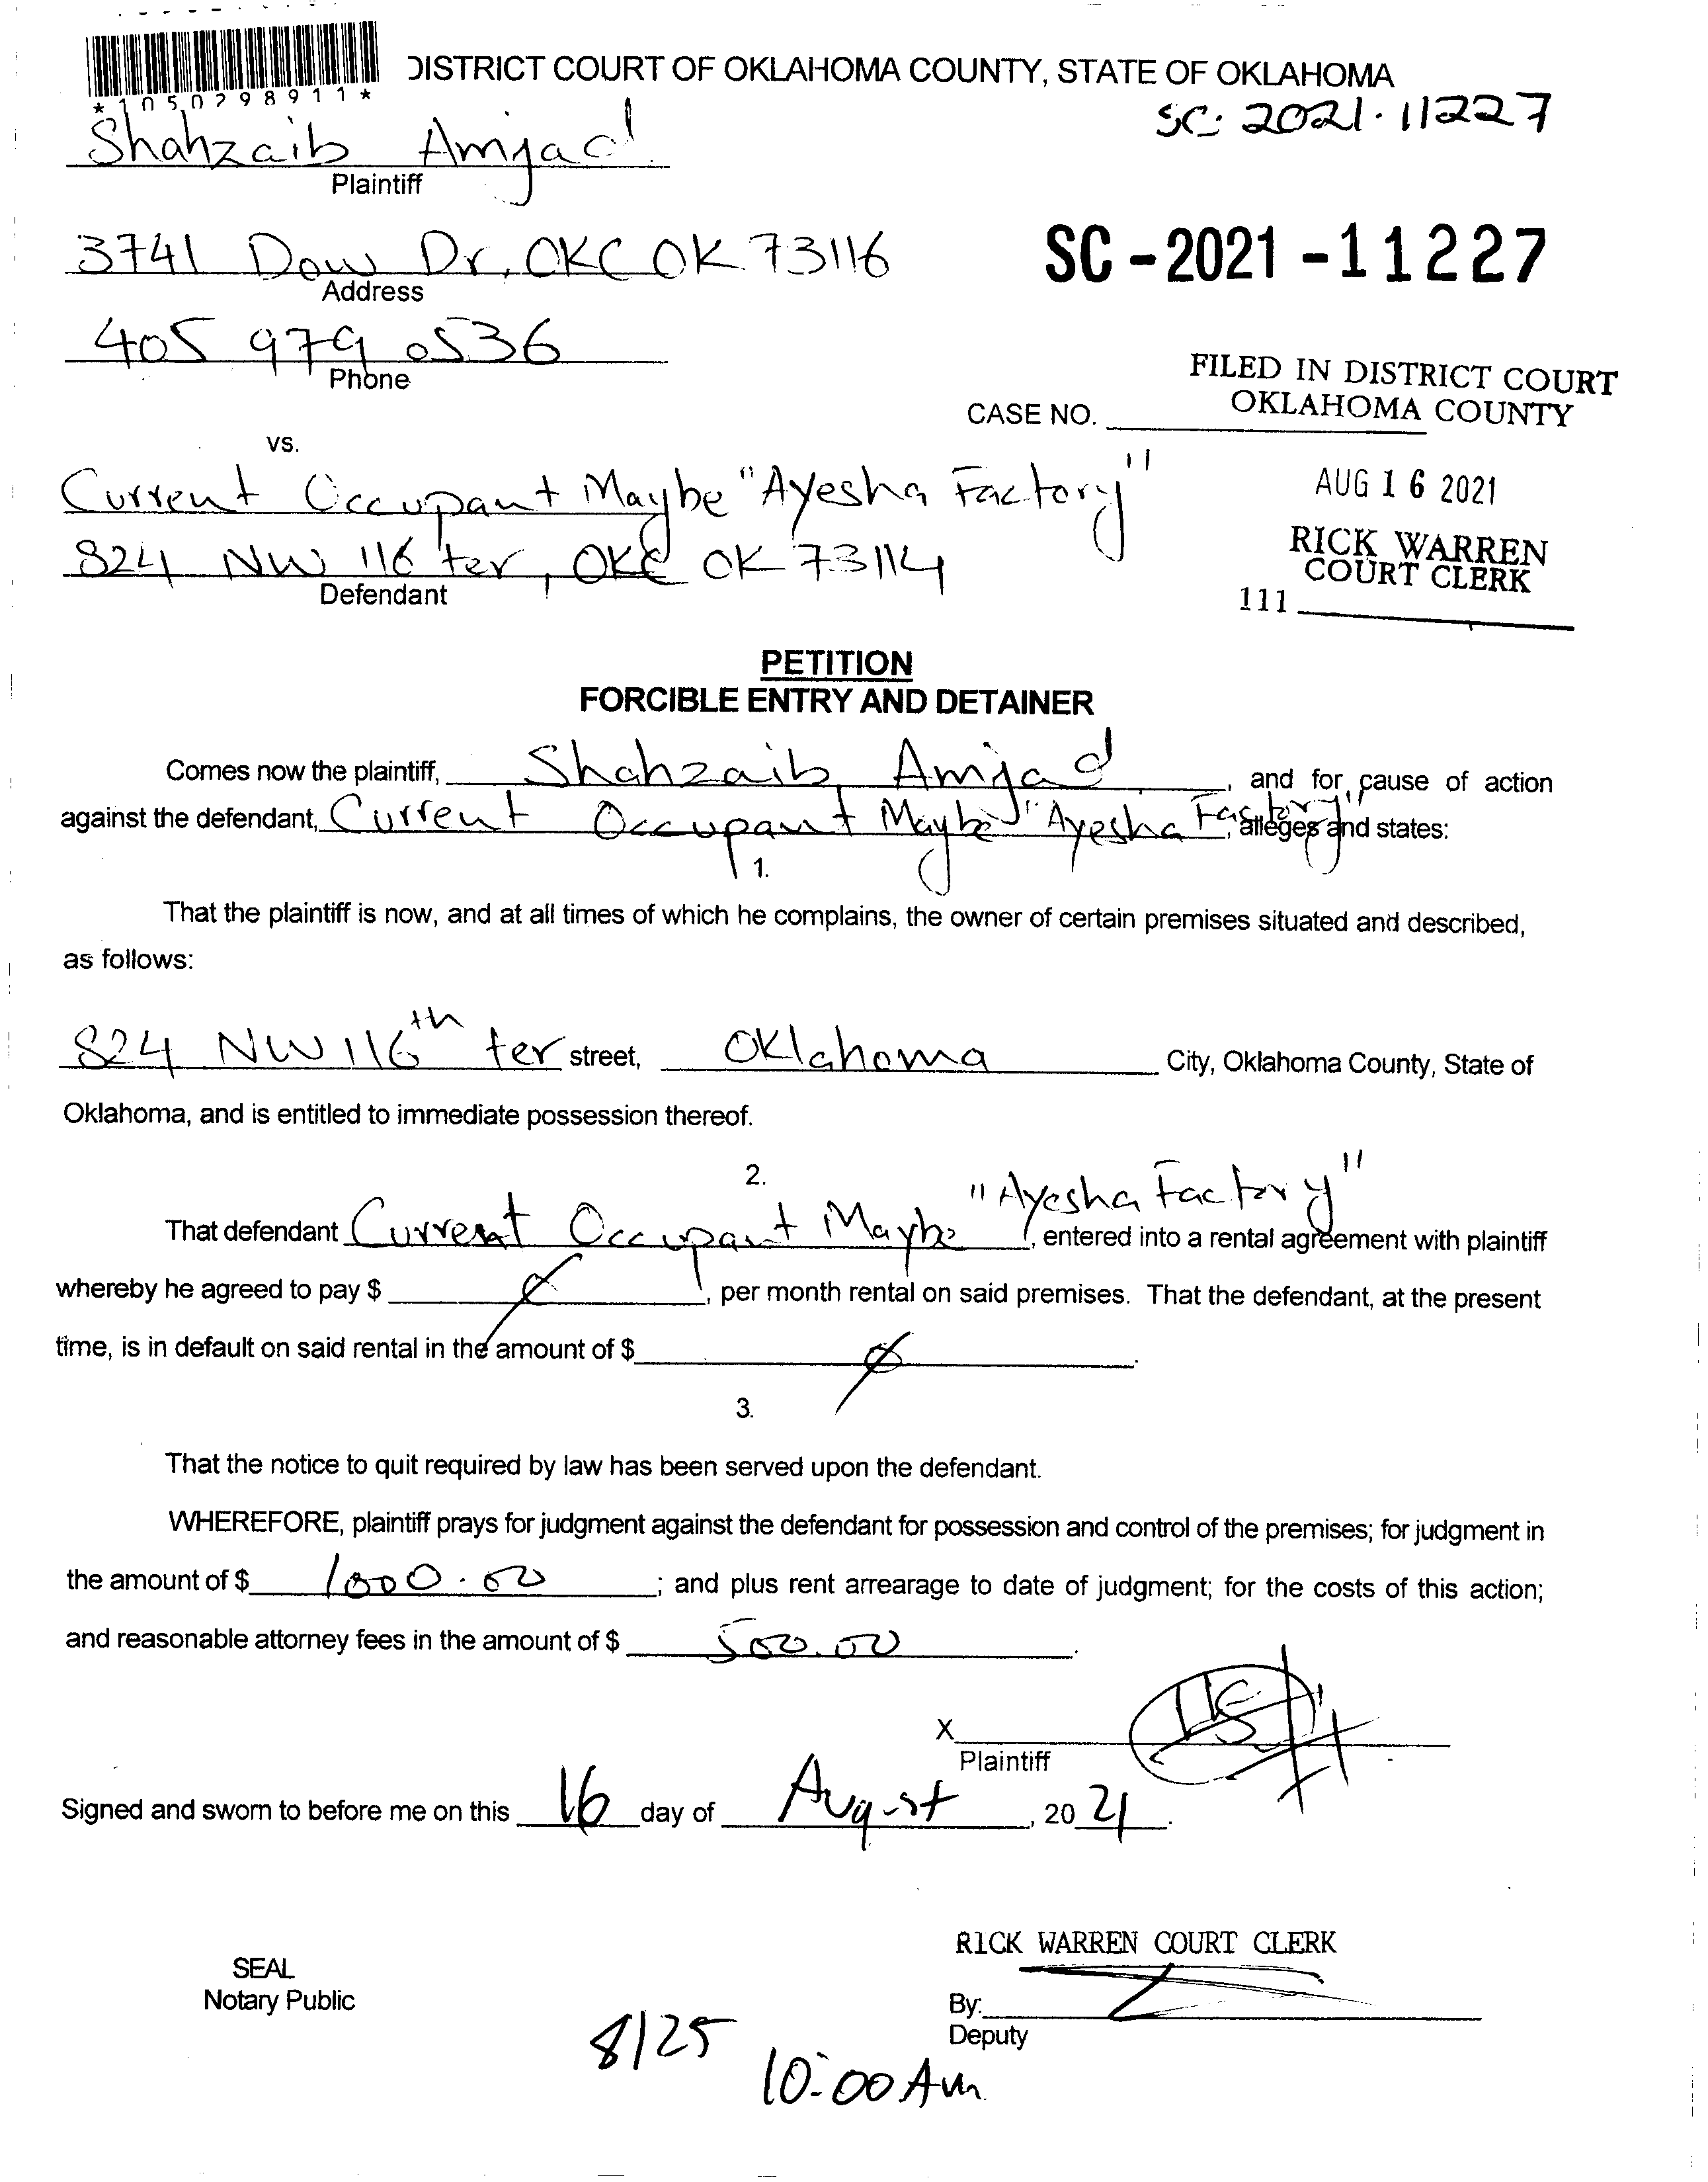 DISTRICT COURT OF OKLAHOMA COUNTY, STATE OF OKLAHOMA
*1050298911*
SC-2021-11227
Shahzaib Amjad
Plaintiff
3741 Dow Dr, OKC OK 73116
Address
SC-2021-11227
405 979 0536
Phone
FILED IN DISTRICT COURT
OKLAHOMA COUNTY
CASE NO.
vs.
Current Occupant Maybe "Ayesha Factory"
AUG 16 2021
824 NW 116 ter, OKC OK 73114
Defendant
RICK WARREN
COURT CLERK
111
PETITION
FORCIBLE ENTRY AND DETAINER
Comes now the plaintiff, Shahzaib Amjad, and for cause of action
against the defendant, Current Occupant Maybe "Ayesha Factory", alleges and states:
1.
That the plaintiff is now, and at all times of which he complains, the owner of certain premises situated and described,
as follows:
824 NW 116th ter street, Oklahoma City, Oklahoma County, State of
Oklahoma, and is entitled to immediate possession thereof.
2.
That defendant Current Occupant Maybe "Ayesha Factory", entered into a rental agreement with plaintiff
whereby he agreed to pay $ Ø, per month rental on said premises. That the defendant, at the present
time, is in default on said rental in the amount of $ Ø.
3.
That the notice to quit required by law has been served upon the defendant.
WHEREFORE, plaintiff prays for judgment against the defendant for possession and control of the premises; for judgment in
the amount of $ 1000.00; and plus rent arrearage to date of judgment; for the costs of this action;
and reasonable attorney fees in the amount of $ 500.00.
X
Plaintiff
Signed and sworn to before me on this 16 day of August, 2021.
RICK WARREN COURT CLERK
SEAL
Notary Public
By:
Deputy
8/25
10:00 AM